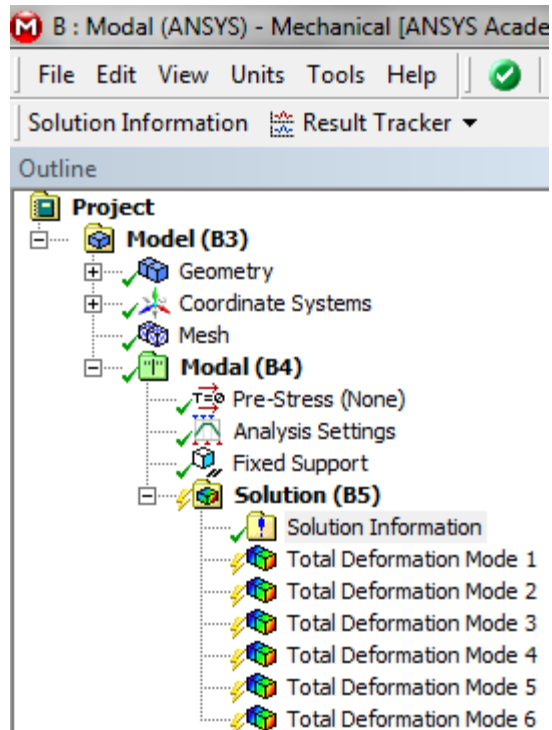 B : Modal (ANSYS) - Mechanical [ANSYS Acade
File Edit View Units Tools Help
Solution Information Result Tracker
Outline
Project
Model (B3)
Geometry
Coordinate Systems
Mesh
Modal (B4)
T=0 Pre-Stress (None)
Analysis Settings
Fixed Support
Solution (B5)
Solution Information
Total Deformation Mode 1
Total Deformation Mode 2
Total Deformation Mode 3
Total Deformation Mode 4
Total Deformation Mode 5
Total Deformation Mode 6